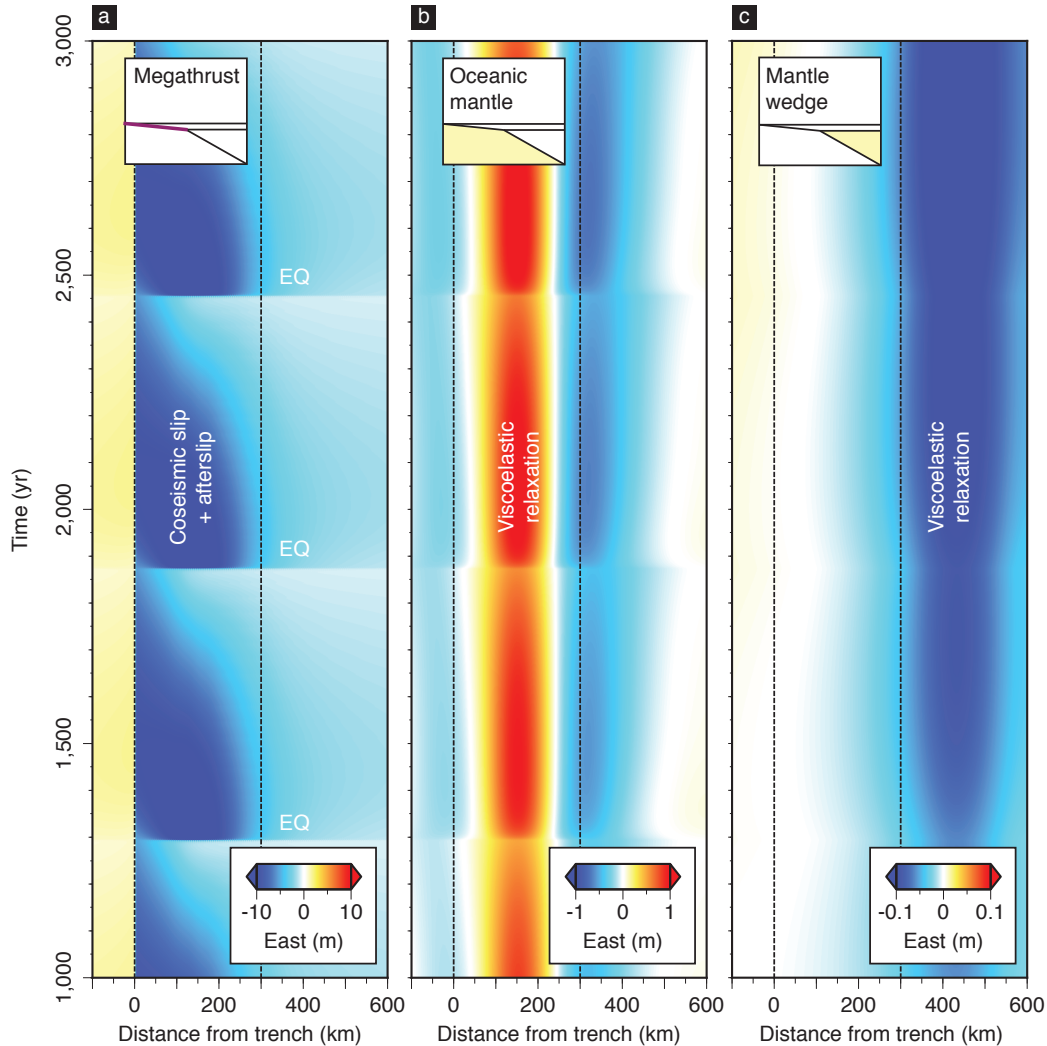 a
b
c
3,000
2,500
2,000
1,500
1,000
Time (yr)
Megathrust
EQ
Coseismic slip
+ afterslip
EQ
EQ
-10 0 10
East (m)
0 200 400 600
Distance from trench (km)
Oceanic
mantle
Viscoelastic
relaxation
-1 0 1
East (m)
0 200 400 600
Distance from trench (km)
Mantle
wedge
Viscoelastic
relaxation
-0.1 0 0.1
East (m)
0 200 400 600
Distance from trench (km)